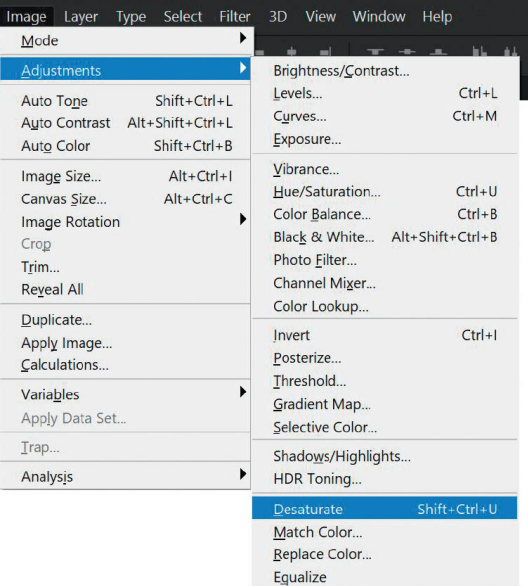 Image Layer Type Select Filter 3D View Window Help
Mode
Adjustments
Auto Tone Shift+Ctrl+L
Auto Contrast Alt+Shift+Ctrl+L
Auto Color Shift+Ctrl+B
Image Size... Alt+Ctrl+I
Canvas Size... Alt+Ctrl+C
Image Rotation
Crop
Trim...
Reveal All
Duplicate...
Apply Image...
Calculations...
Variables
Apply Data Set...
Trap...
Analysis
Brightness/Contrast...
Levels... Ctrl+L
Curves... Ctrl+M
Exposure...
Vibrance...
Hue/Saturation... Ctrl+U
Color Balance... Ctrl+B
Black & White... Alt+Shift+Ctrl+B
Photo Filter...
Channel Mixer...
Color Lookup...
Invert Ctrl+I
Posterize...
Threshold...
Gradient Map...
Selective Color...
Shadows/Highlights...
HDR Toning...
Desaturate Shift+Ctrl+U
Match Color...
Replace Color...
Equalize